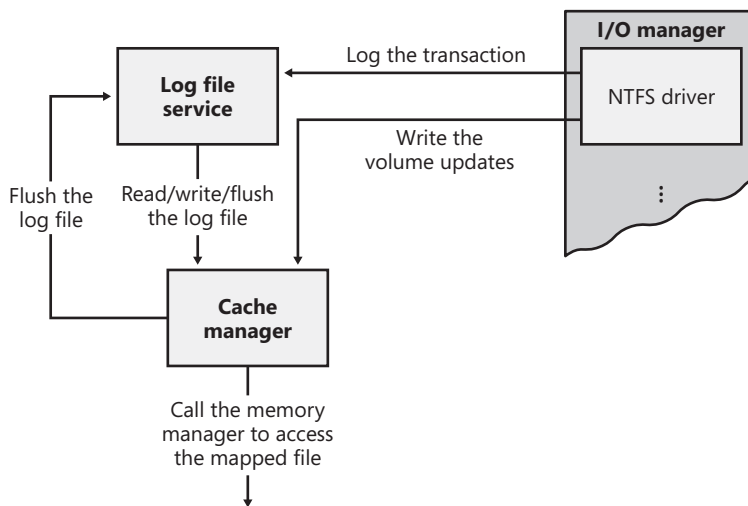 I/O manager
Log the transaction
NTFS driver
Log file
service
Write the
volume updates
Flush the
log file
Read/write/flush
the log file
Cache
manager
Call the memory
manager to access
the mapped file